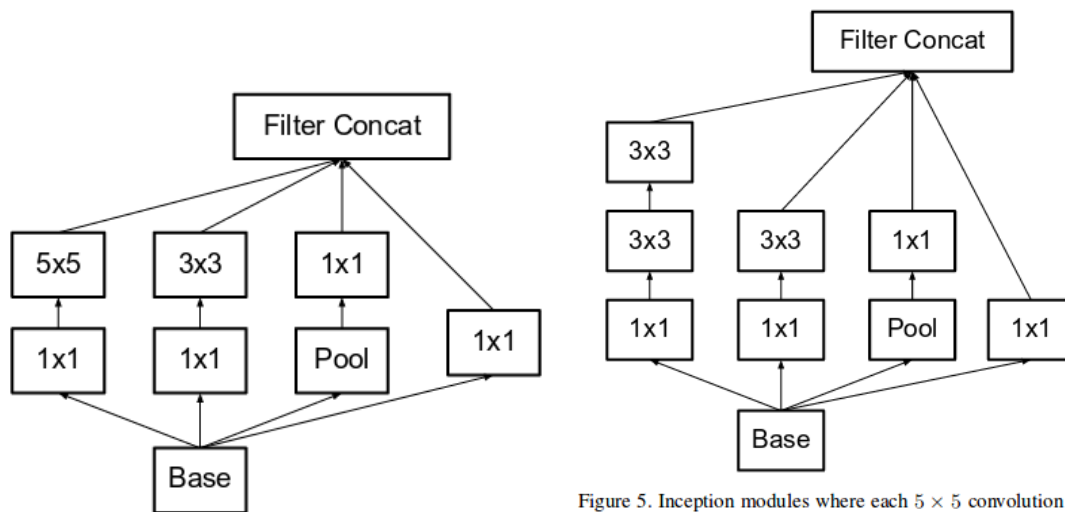 Filter Concat
5x5
3x3
1x1
1x1
1x1
Pool
1x1
Base
Filter Concat
3x3
3x3
3x3
1x1
1x1
1x1
Pool
1x1
Base
Figure 5. Inception modules where each 5 × 5 convolution